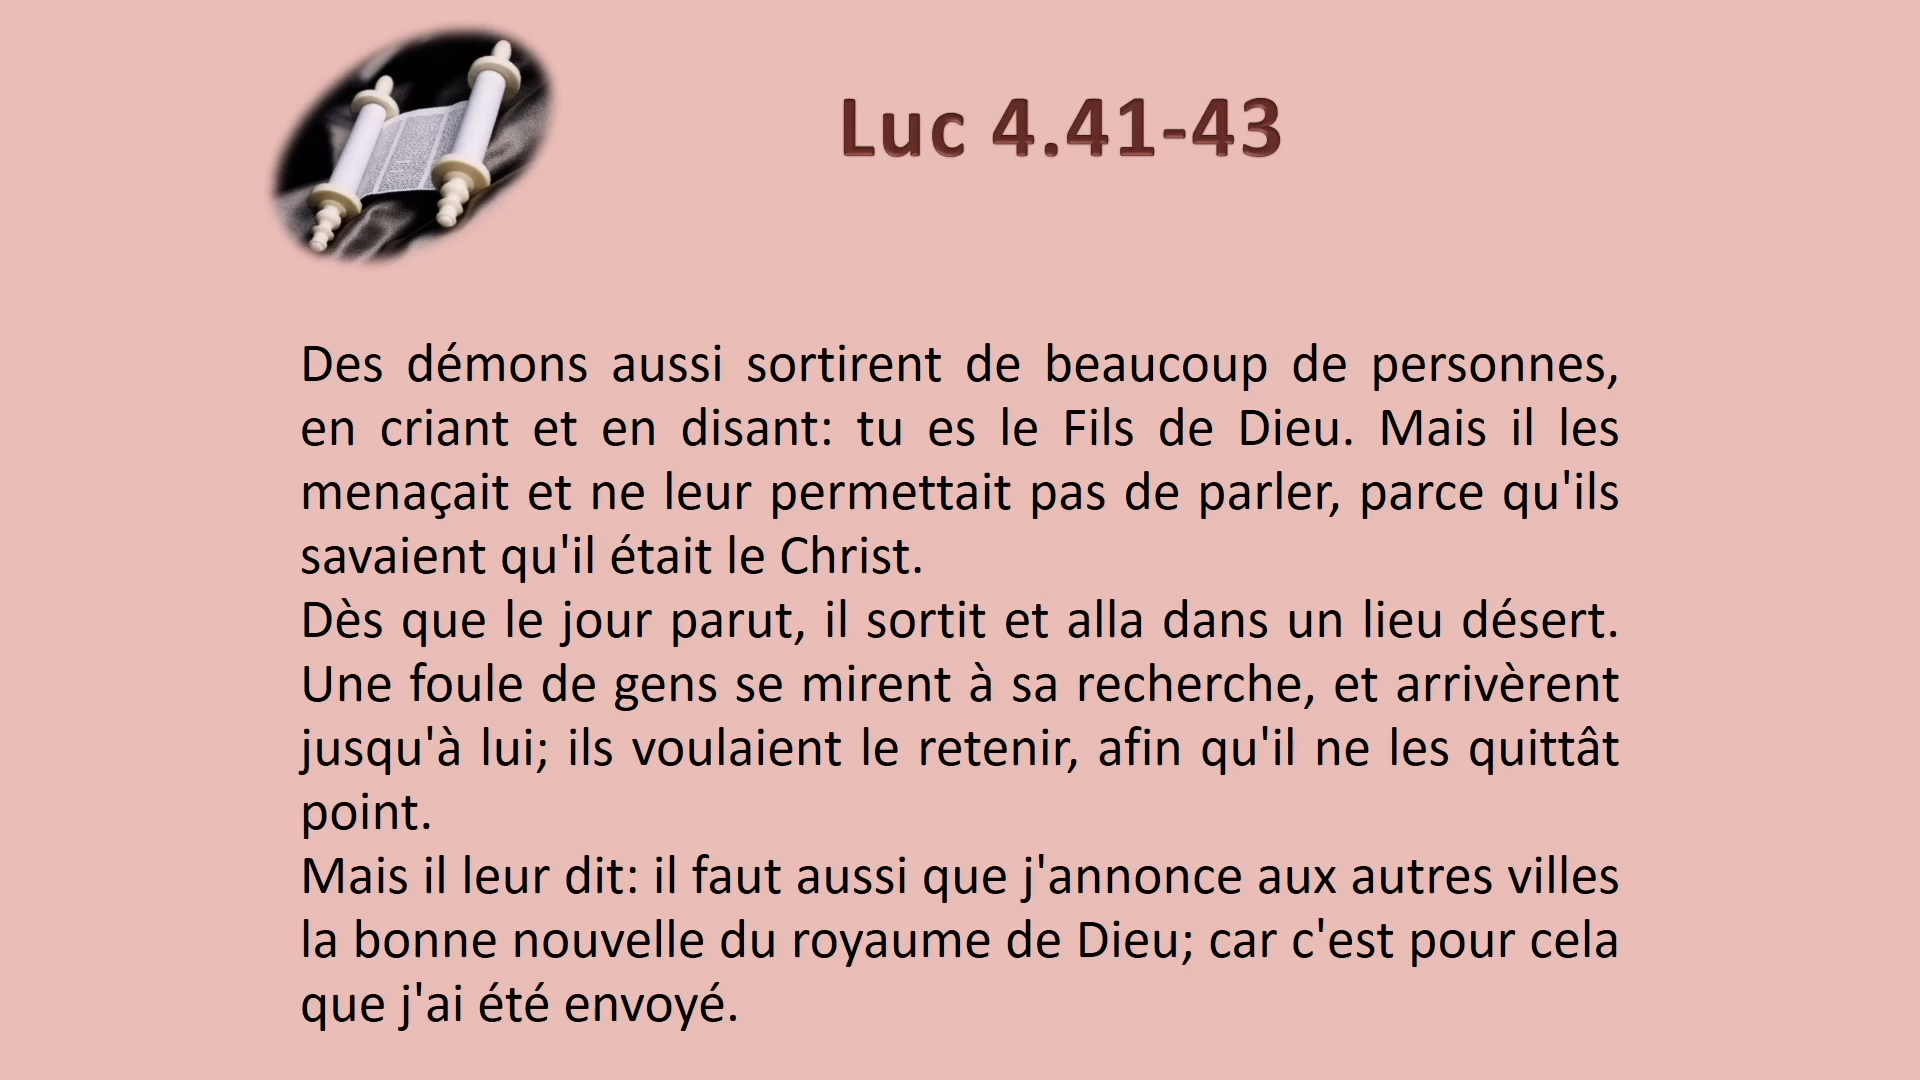 Luc 4.41-43
Des démons aussi sortirent de beaucoup de personnes,
en criant et en disant: tu es le Fils de Dieu. Mais il les
menaçait et ne leur permettait pas de parler, parce qu'ils
savaient qu'il était le Christ.
Dès que le jour parut, il sortit et alla dans un lieu désert.
Une foule de gens se mirent à sa recherche, et arrivèrent
jusqu'à lui; ils voulaient le retenir, afin qu'il ne les quittât
point.
Mais il leur dit: il faut aussi que j'annonce aux autres villes
la bonne nouvelle du royaume de Dieu; car c'est pour cela
que j'ai été envoyé.